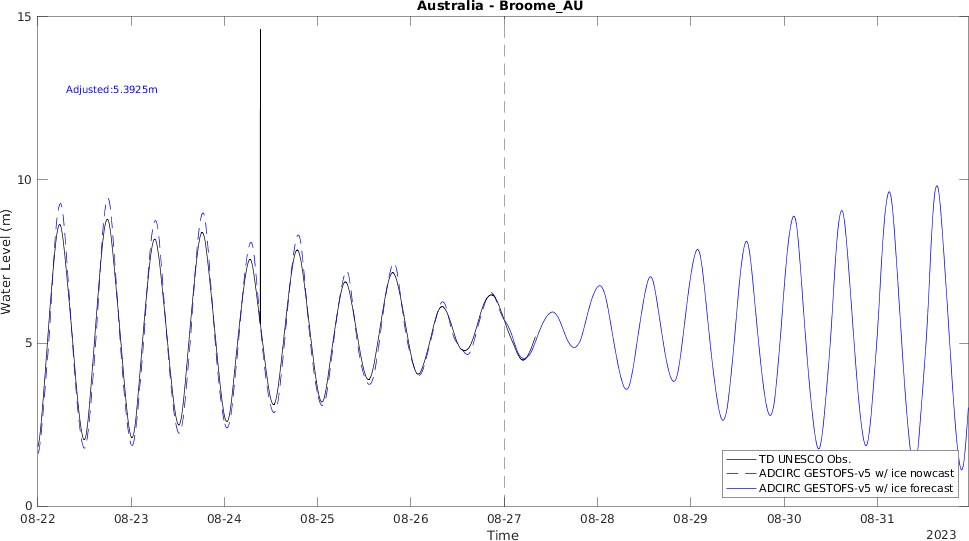 Australia - Broome_AU
15
Adjusted:5.3925m
10
Water Level (m)
5
TD UNESCO Obs.
ADCIRC GESTOFS-v5 w/ ice nowcast
ADCIRC GESTOFS-v5 w/ ice forecast
0
08-22 08-23 08-24 08-25 08-26 08-27 08-28 08-29 08-30 08-31
Time
2023